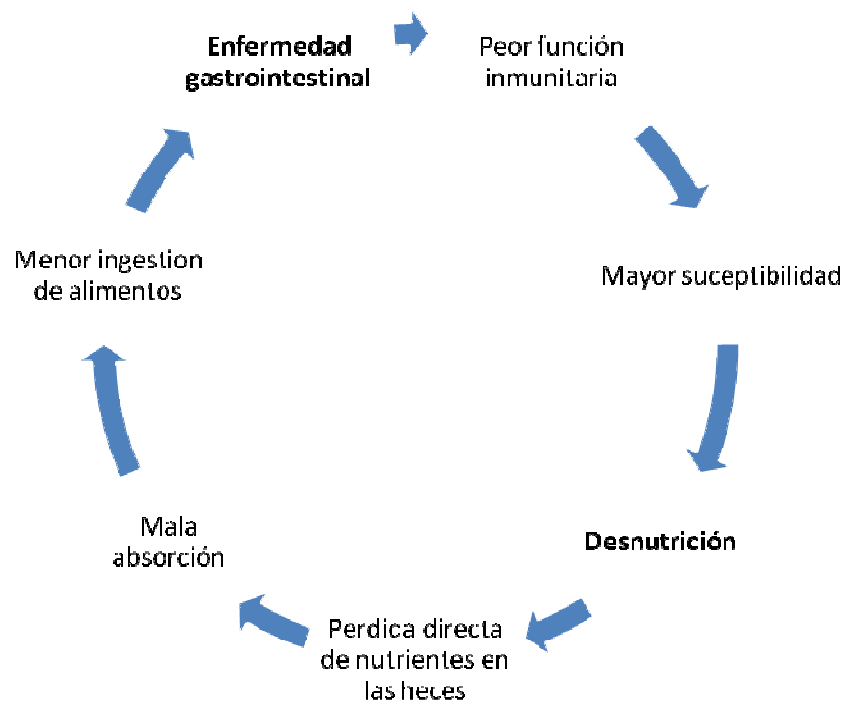 Enfermedad
gastrointestinal
Peor función
inmunitaria
Mayor suceptibilidad
Desnutrición
Perdica directa
de nutrientes en
las heces
Mala
absorción
Menor ingestion
de alimentos